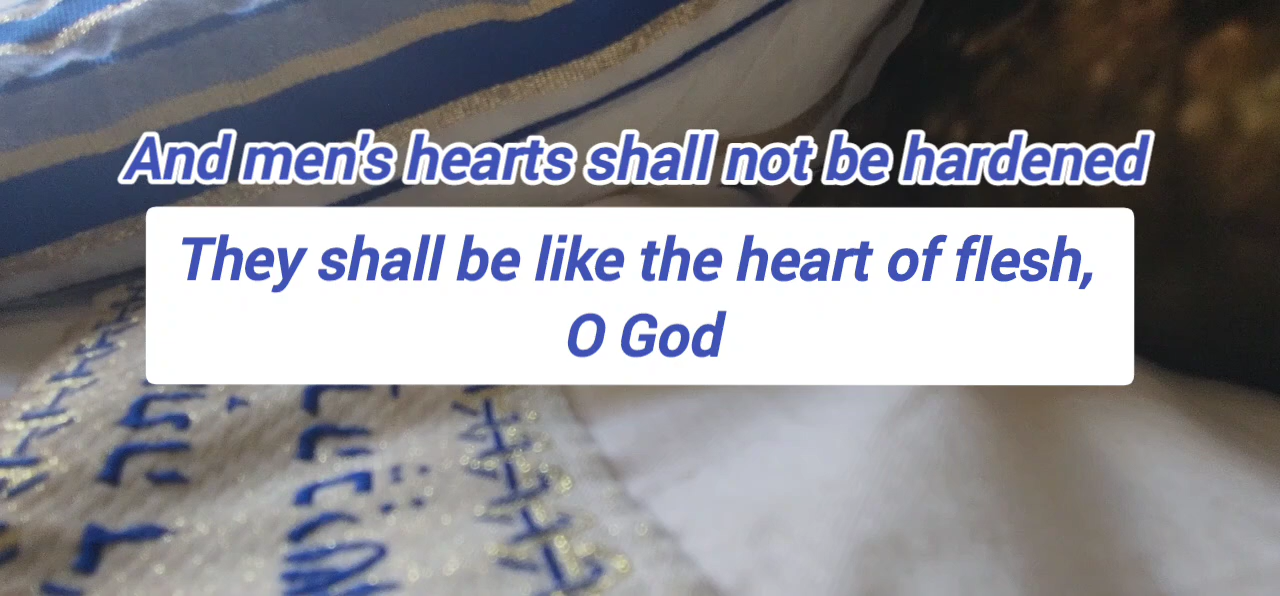 And men's hearts shall not be hardened
They shall be like the heart of flesh,
O God